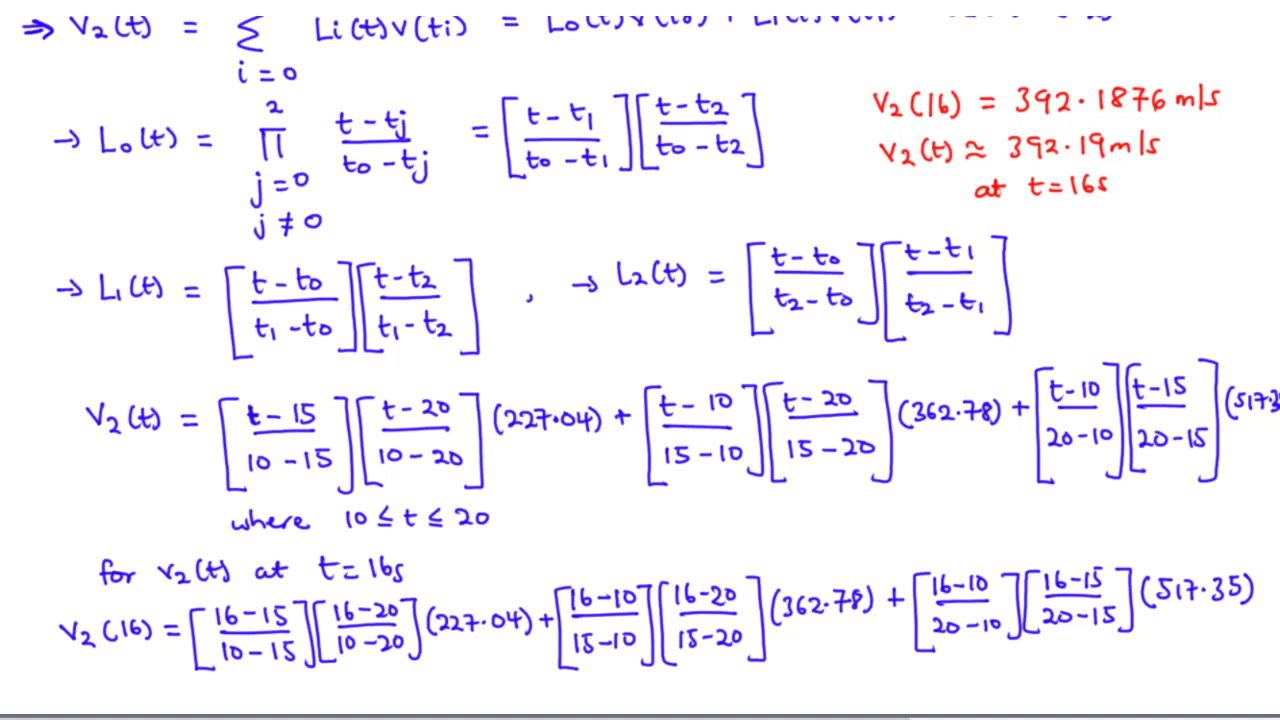 ⇒ V₂(t) = Σ Li(t)V(ti) =
i = 0
→ L₀(t) = 2 ∏ j=0 j≠0 (t - tj)/(t0 - tj) = [(t - t₁)/(t0 - t₁)][(t - t₂)/(t0 - t₂)]
V₂(16) = 392.1876 m/s
V₂(t) ≈ 392.19m/s
at t=16s
→ L₁(t) = [(t - t0)/(t₁ - t0)][(t - t₂)/(t₁ - t₂)] , → L₂(t) = [(t - t0)/(t₂ - t0)][(t - t₁)/(t₂ - t₁)]
V₂(t) = [(t - 15)/(10 - 15)][(t - 20)/(10 - 20)](227.04) + [(t - 10)/(15 - 10)][(t - 20)/(15 - 20)](362.78) + [(t - 10)/(20 - 10)][(t - 15)/(20 - 15)]
where 10 ≤ t ≤ 20
for V₂(t) at t = 16s
V₂(16) = [(16 - 15)/(10 - 15)][(16 - 20)/(10 - 20)](227.04) + [(16 - 10)/(15 - 10)][(16 - 20)/(15 - 20)](362.78) + [(16 - 10)/(20 - 10)][(16 - 15)/(20 - 15)](517.35)